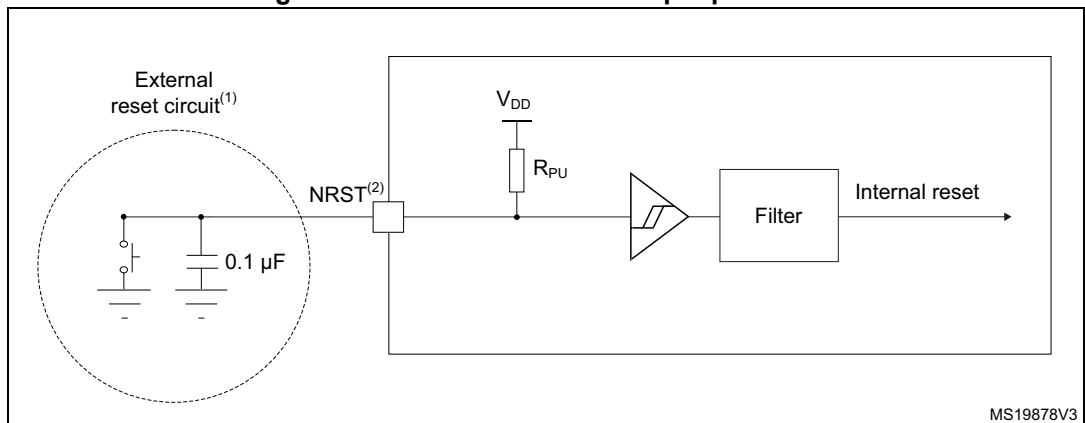 External
reset circuit(1)
VDD
RPU
NRST(2)
Filter
Internal reset
0.1 µF
MS19878V3